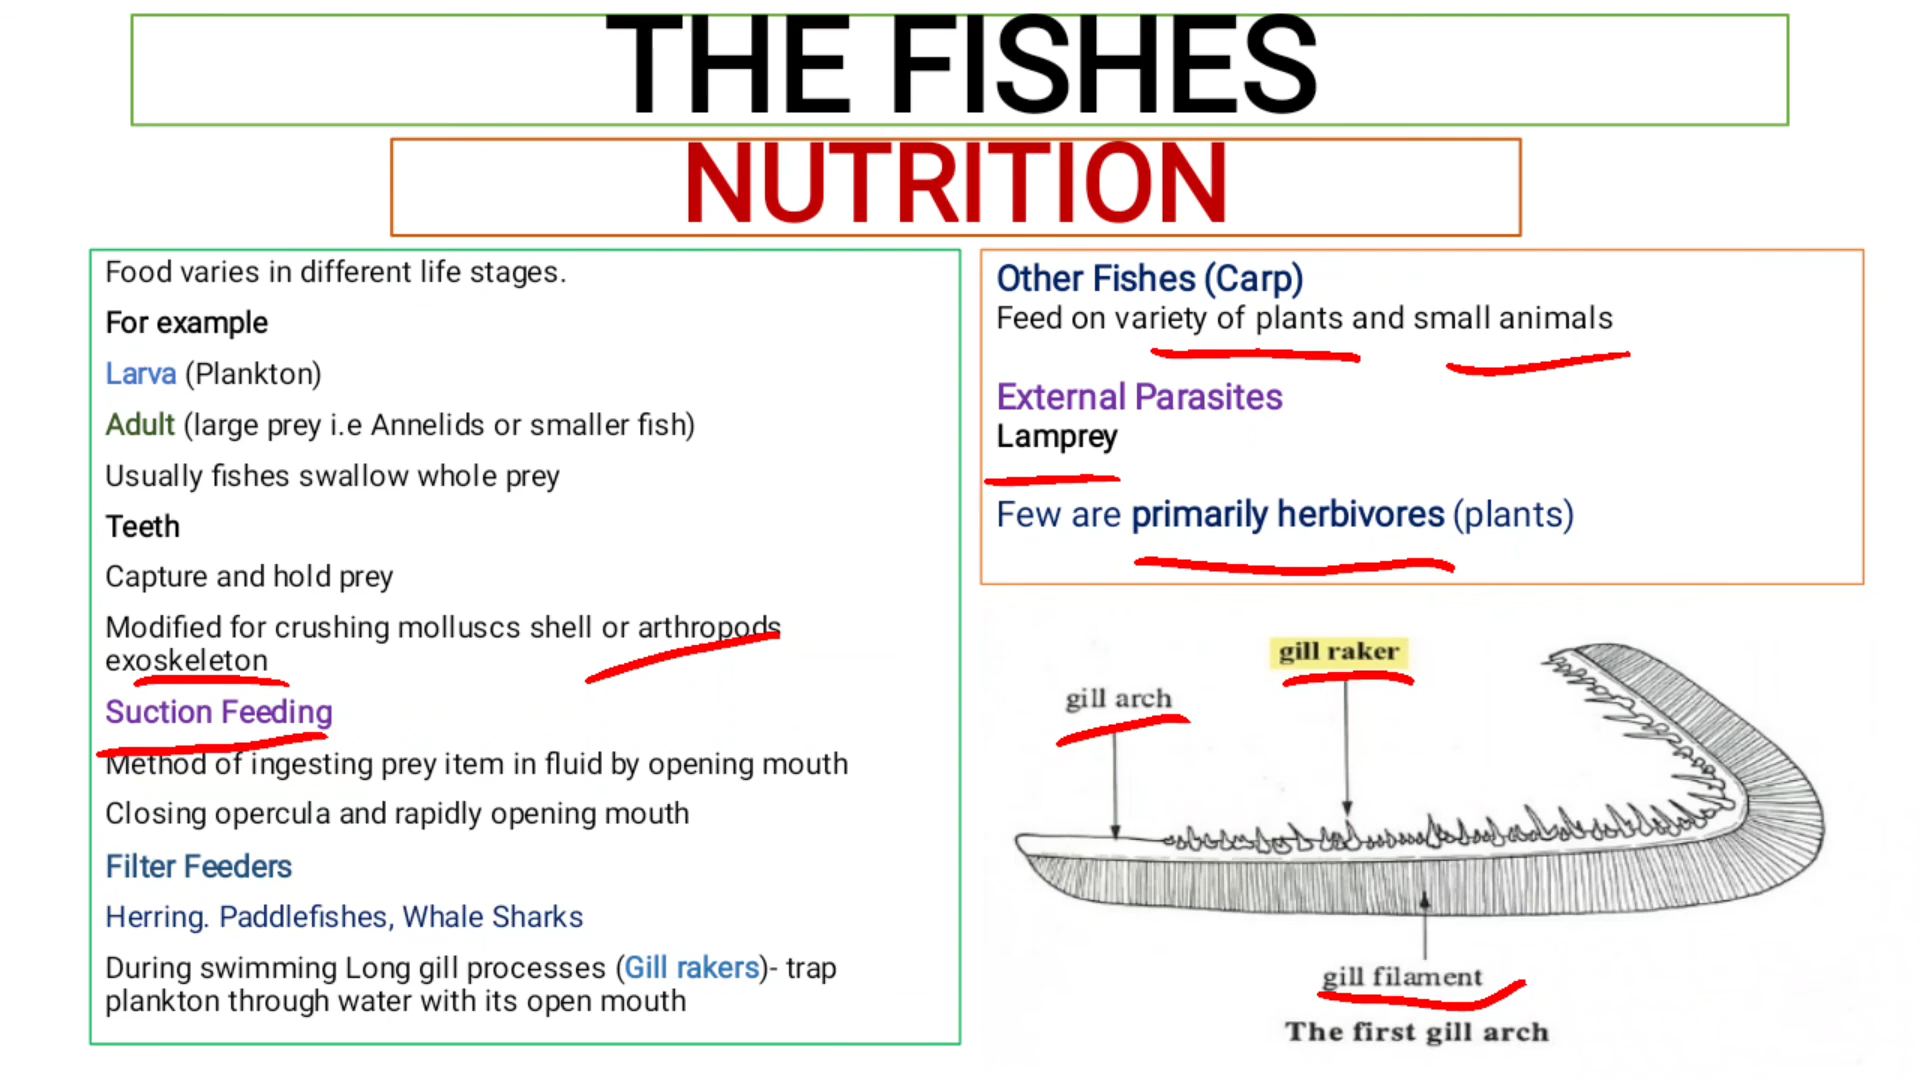 THE FISHES
NUTRITION
Food varies in different life stages.
For example
Larva (Plankton)
Adult (large prey i.e Annelids or smaller fish)
Usually fishes swallow whole prey
Teeth
Capture and hold prey
Modified for crushing molluscs shell or arthropods
exoskeleton
Suction Feeding
Method of ingesting prey item in fluid by opening mouth
Closing opercula and rapidly opening mouth
Filter Feeders
Herring. Paddlefishes, Whale Sharks
During swimming Long gill processes (Gill rakers)- trap
plankton through water with its open mouth
Other Fishes (Carp)
Feed on variety of plants and small animals
External Parasites
Lamprey
Few are primarily herbivores (plants)
gill raker
gill arch
gill filament
The first gill arch